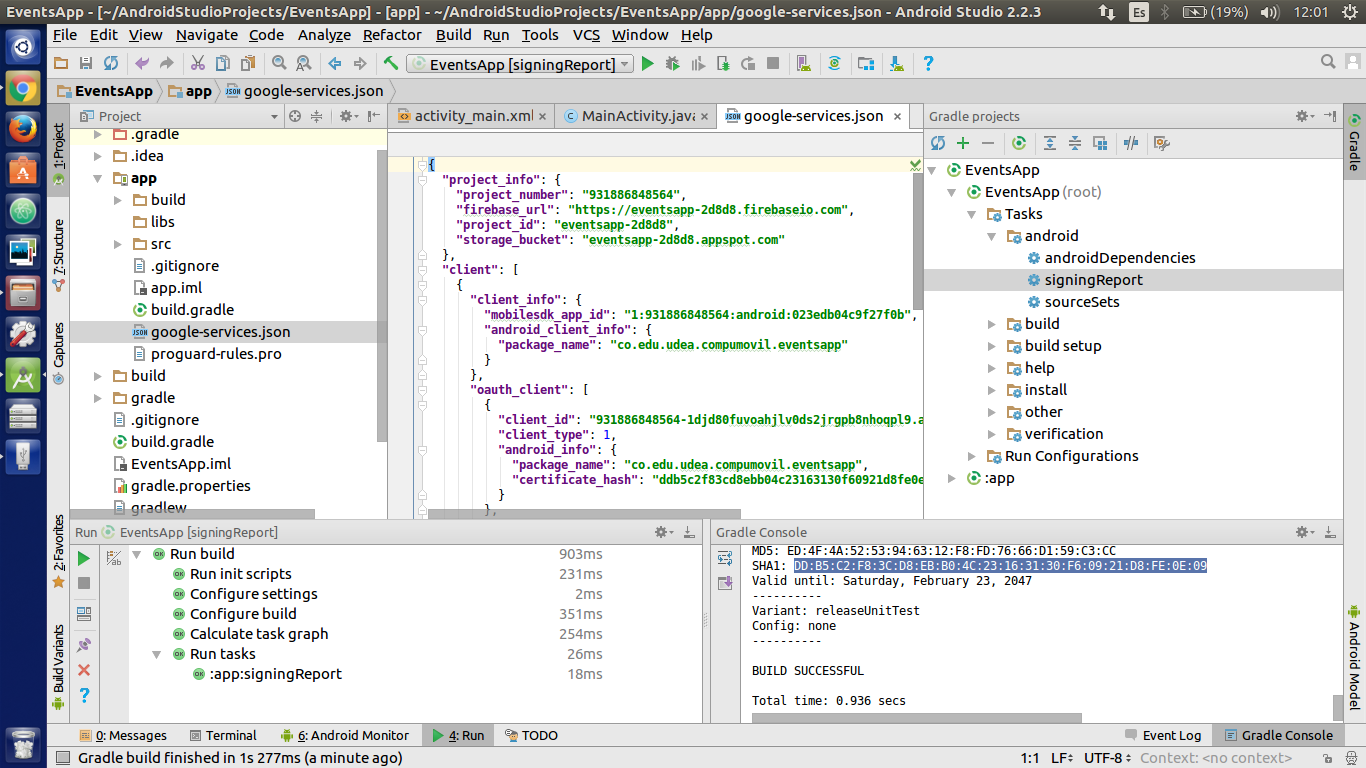 EventsApp - [~/AndroidStudioProjects/EventsApp] - [app] - ~/AndroidStudioProjects/EventsApp/app/google-services.json - Android Studio 2.2.3
Es
(19%)
12:01
File Edit View Navigate Code Analyze Refactor Build Run Tools VCS Window Help
EventsApp [signingReport]
EventsApp app google-services.json
1: Project
7: Structure
Captures
2: Favorites
Build Variants
Project
.gradle
.idea
app
build
libs
src
.gitignore
app.iml
build.gradle
google-services.json
proguard-rules.pro
build
gradle
.gitignore
build.gradle
EventsApp.iml
gradle.properties
gradlew
activity_main.xml MainActivity.java google-services.json
{
"project_info": {
"project_number": "931886848564",
"firebase_url": "https://eventsapp-2d8d8.firebaseio.com",
"project_id": "eventsapp-2d8d8",
"storage_bucket": "eventsapp-2d8d8.appspot.com"
},
"client": [
{
"client_info": {
"mobilesdk_app_id": "1:931886848564:android:023edb04c9f27f0b",
"android_client_info": {
"package_name": "co.edu.udea.compumovil.eventsapp"
}
},
"oauth_client": [
{
"client_id": "931886848564-1djd80fuvoahjlv0ds2jrgpb8nhoqpl9.a
"client_type": 1,
"android_info": {
"package_name": "co.edu.udea.compumovil.eventsapp",
"certificate_hash": "ddb5c2f83cd8ebb04c23163130f60921d8fe0e
}
},
Gradle projects
EventsApp
EventsApp (root)
Tasks
android
androidDependencies
signingReport
sourceSets
build
build setup
help
install
other
verification
Run Configurations
:app
Gradle
Android Model
Run EventsApp [signingReport]
Run build 903ms
Run init scripts 231ms
Configure settings 2ms
Configure build 351ms
Calculate task graph 254ms
Run tasks 26ms
:app:signingReport 18ms
Gradle Console
MD5: ED:4F:4A:52:53:94:63:12:F8:FD:76:66:D1:59:C3:CC
SHA1: DD:B5:C2:F8:3C:D8:EB:B0:4C:23:16:31:30:F6:09:21:D8:FE:0E:09
Valid until: Saturday, February 23, 2047
----------
Variant: releaseUnitTest
Config: none
----------
BUILD SUCCESSFUL
Total time: 0.936 secs
0: Messages Terminal 6: Android Monitor 4: Run TODO Event Log Gradle Console
Gradle build finished in 1s 277ms (a minute ago) 1:1 LF÷ UTF-8 Context: <no context>